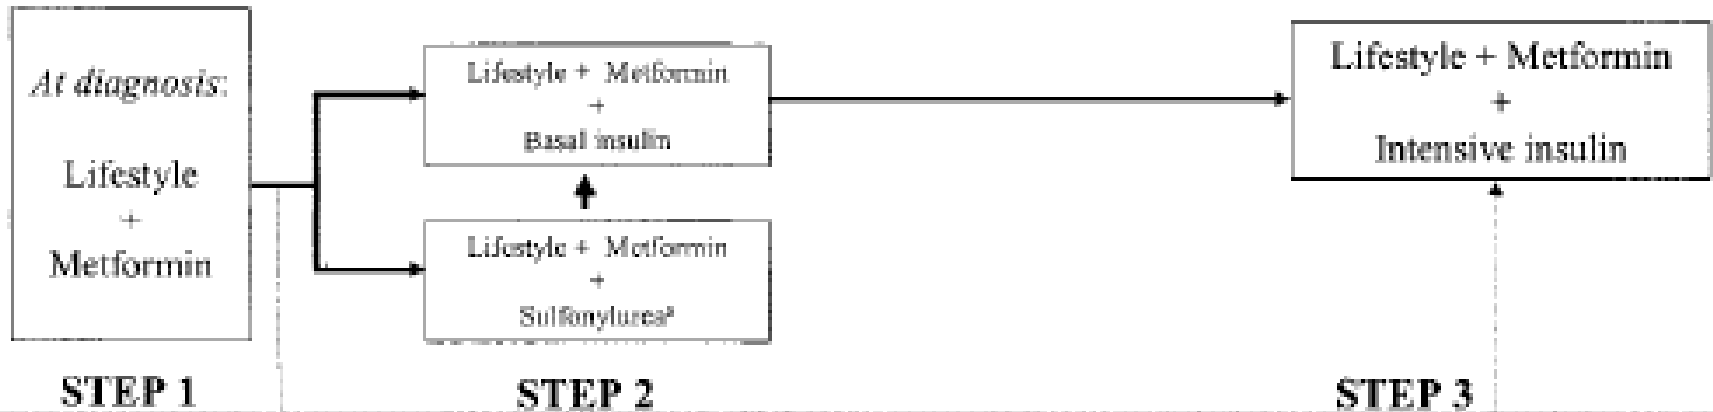 At diagnosis:
Lifestyle
+
Metformin
STEP 1
Lifestyle + Metformin
+
Basal insulin
Lifestyle + Metformin
+
Sulfonylureaª
STEP 2
Lifestyle + Metformin
+
Intensive insulin
STEP 3